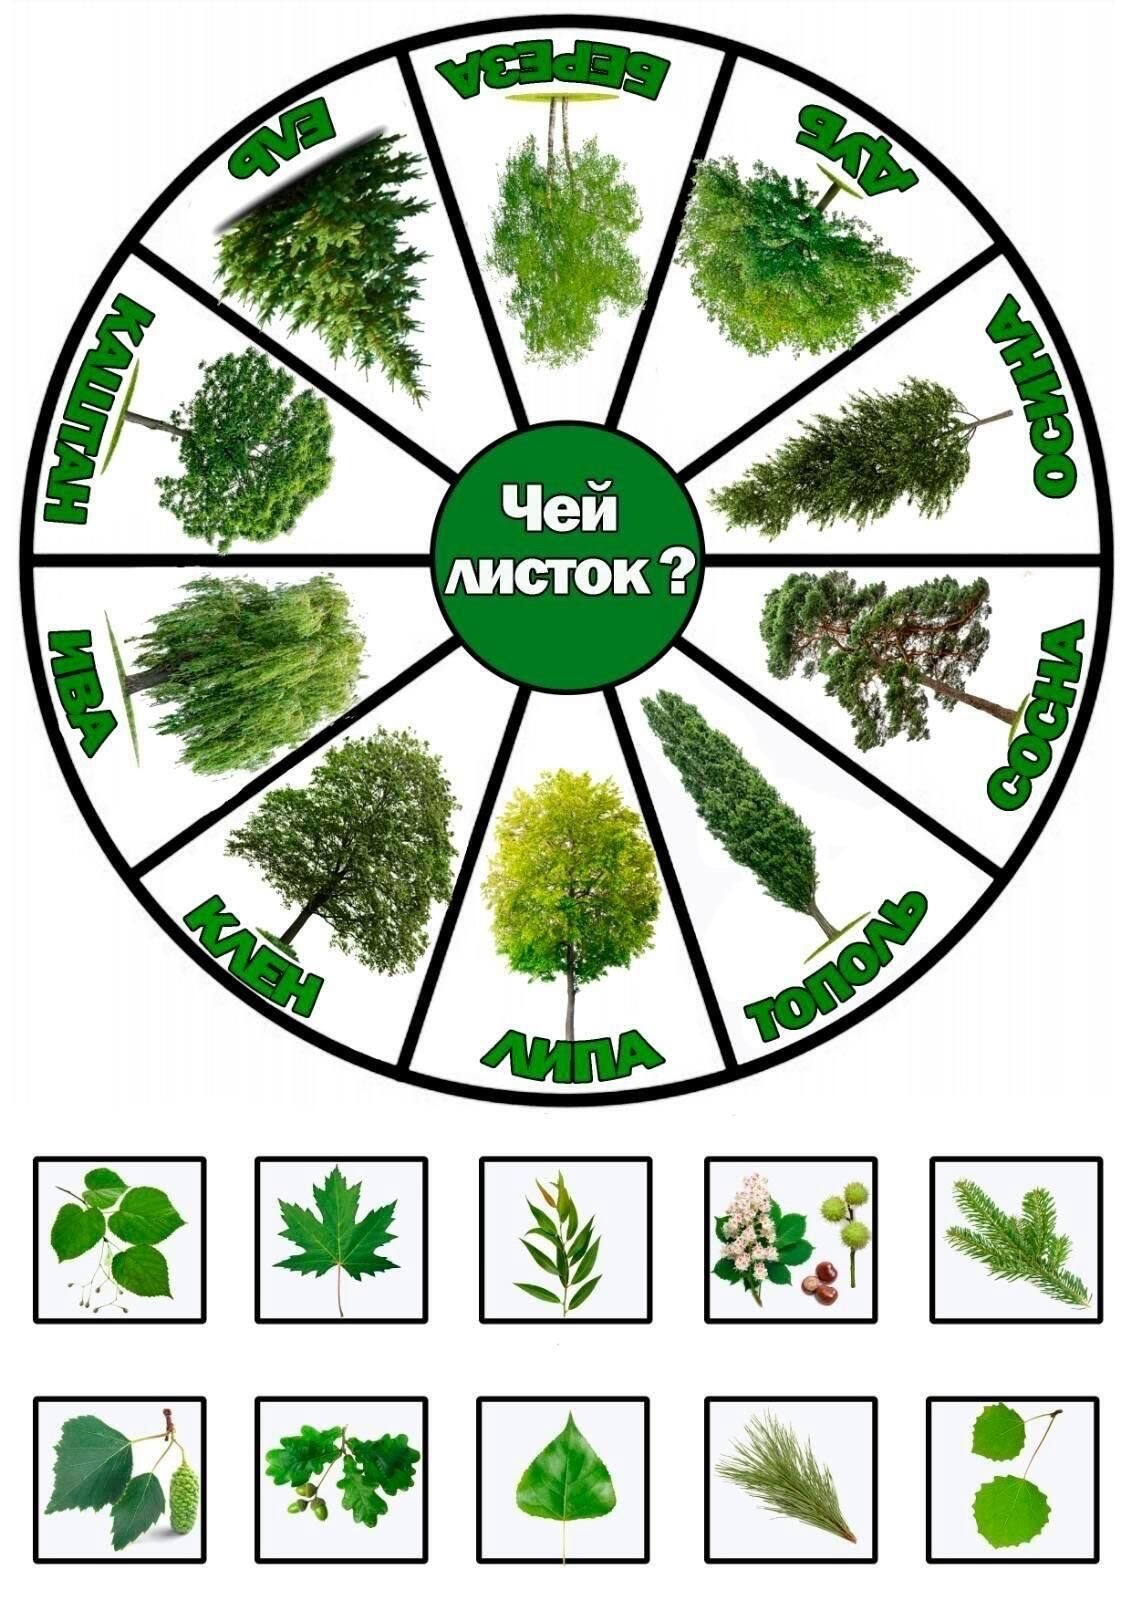 БЕРЕЗА
ДУБ
ОСИНА
СОСНА
ТОПОЛЬ
ЛИПА
КЛЕН
ИВА
КАШТАН
ЕЛЬ
Чей
листок?